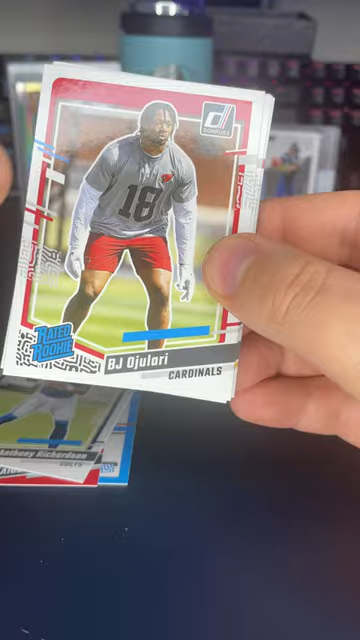 DONRUSS
18
RATED
ROOKIE
BJ Ojulari
CARDINALS
Anthony Richardson
COLTS